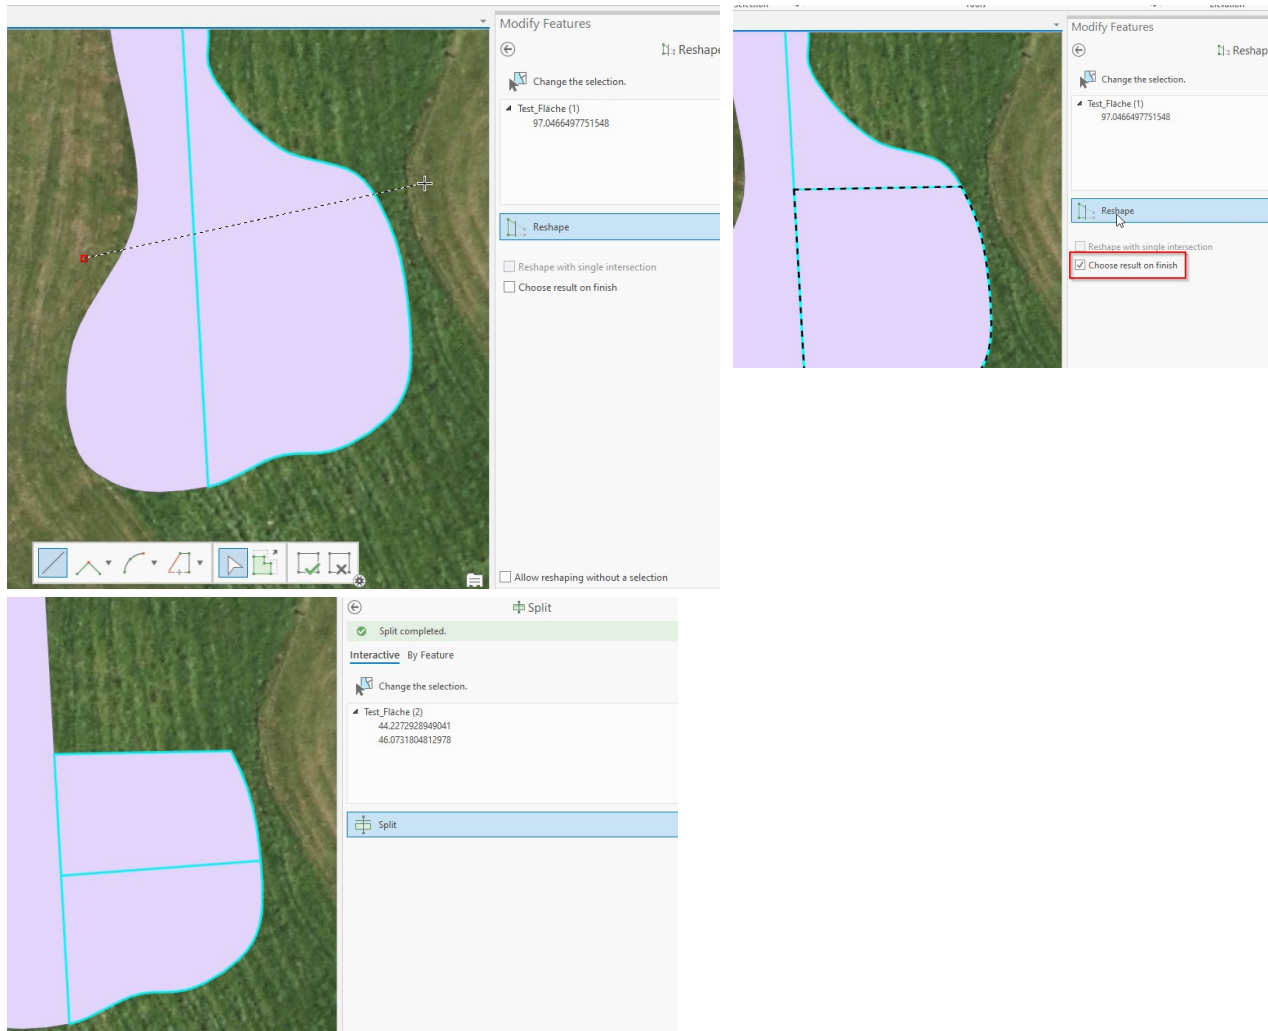 Modify Features
Reshape
Change the selection.
Test_Fläche (1)
97.0466497751548
Reshape
Reshape with single intersection
Choose result on finish
Allow reshaping without a selection
Modify Features
Reshap
Change the selection.
Test_Fläche (1)
97.0466497751548
Reshape
Reshape with single intersection
Choose result on finish
Split
Split completed.
Interactive By Feature
Change the selection.
Test_Fläche (2)
44.2272928949041
46.0731804812978
Split